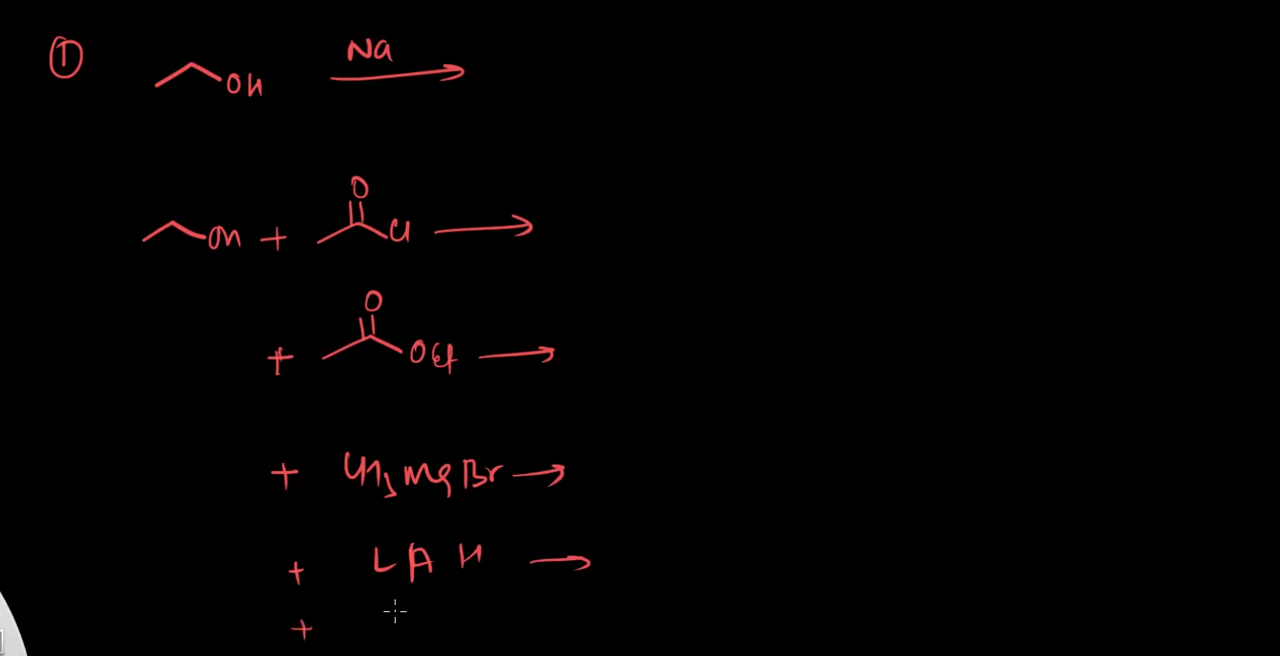 ① OH Na
OH + O Cl
+ O OEt
+ CH3MgBr
+ LAH
+